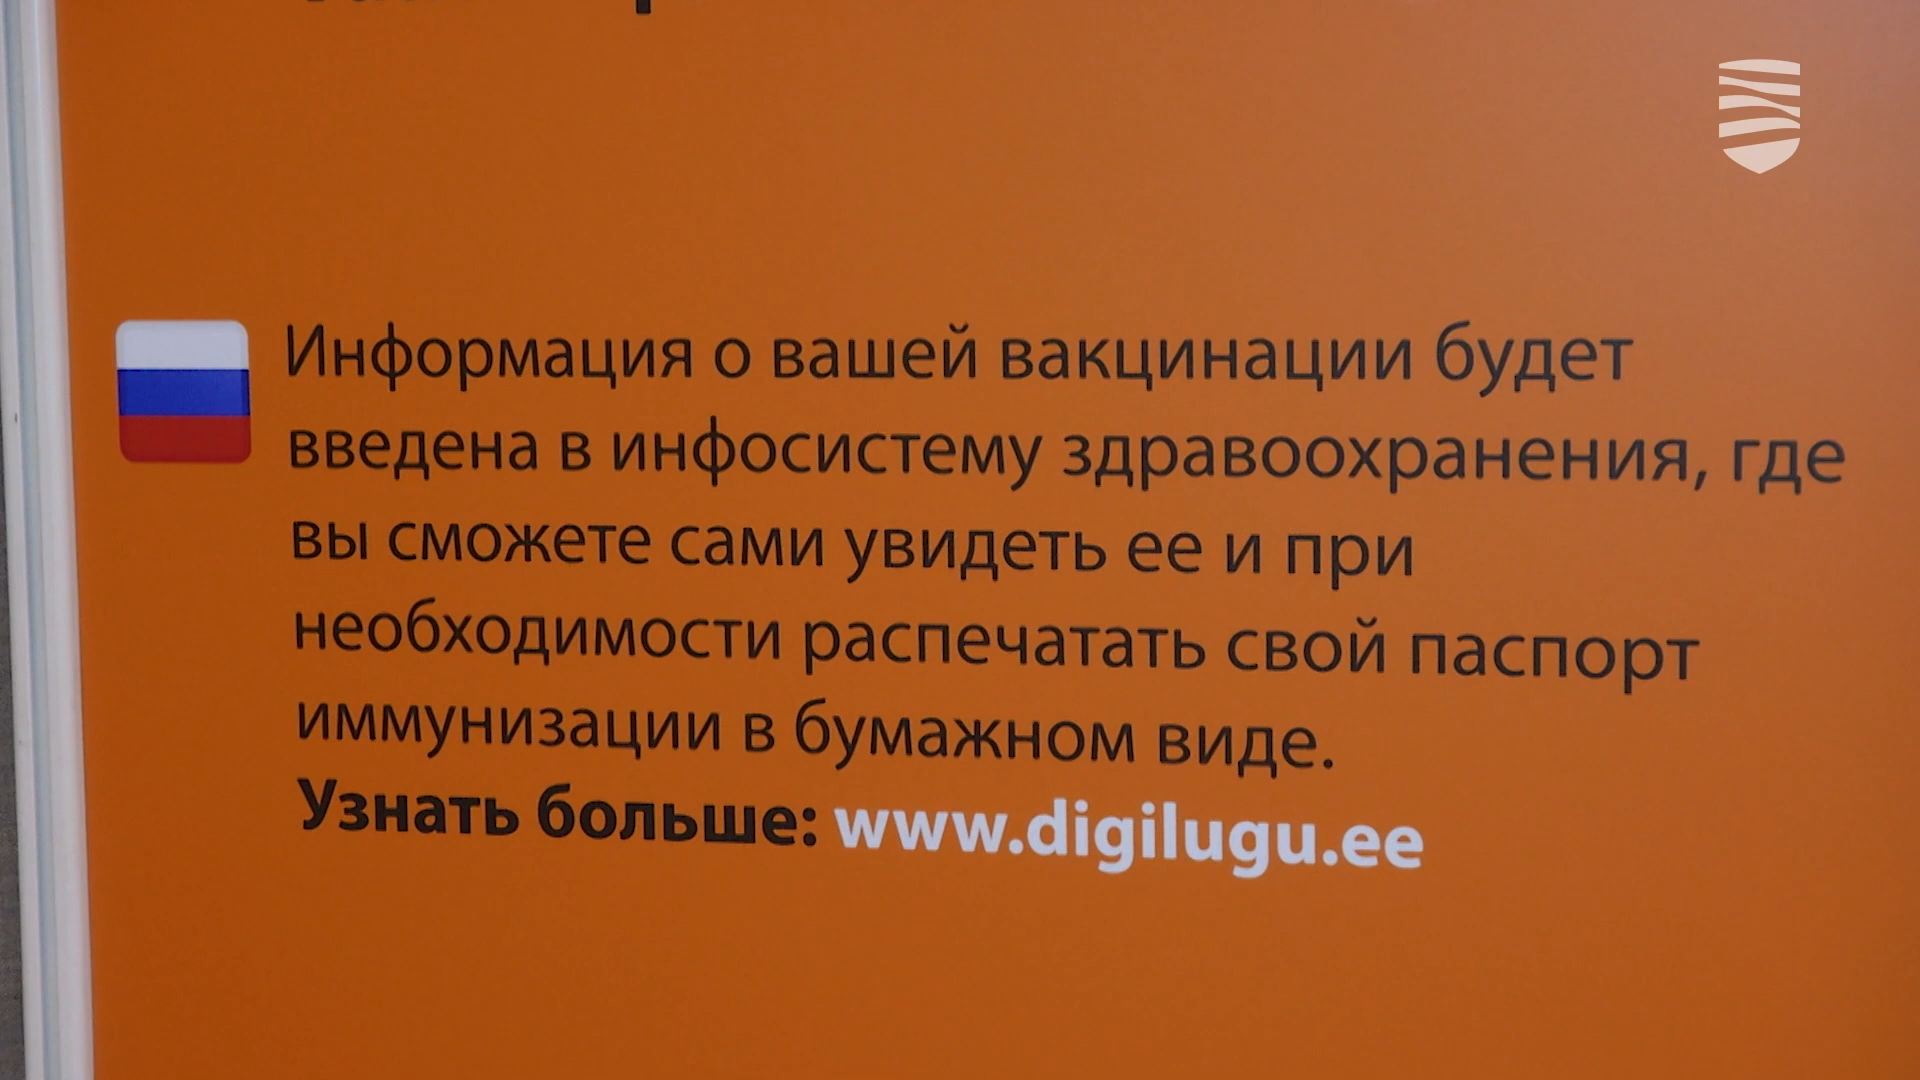 Информация о вашей вакцинации будет
введена в инфосистему здравоохранения, где
вы сможете сами увидеть ее и при
необходимости распечатать свой паспорт
иммунизации в бумажном виде.
Узнать больше: www.digilugu.ee